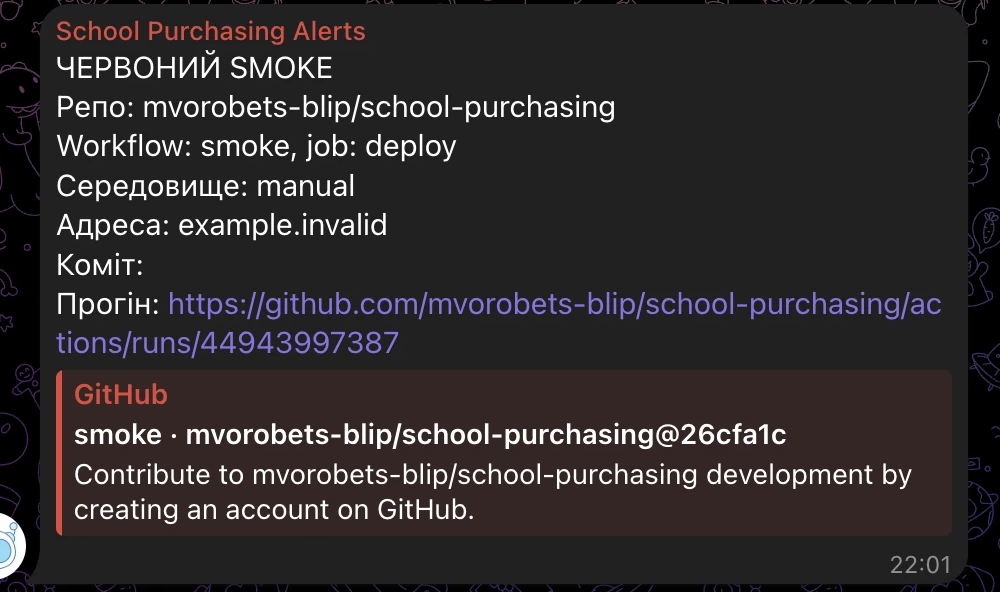 School Purchasing Alerts
ЧЕРВОНИЙ SMOKE
Репо: mvorobets-blip/school-purchasing
Workflow: smoke, job: deploy
Середовище: manual
Адреса: example.invalid
Коміт:
Прогін: https://github.com/mvorobets-blip/school-purchasing/ac
tions/runs/44943997387
GitHub
smoke · mvorobets-blip/school-purchasing@26cfa1c
Contribute to mvorobets-blip/school-purchasing development by
creating an account on GitHub.
22:01